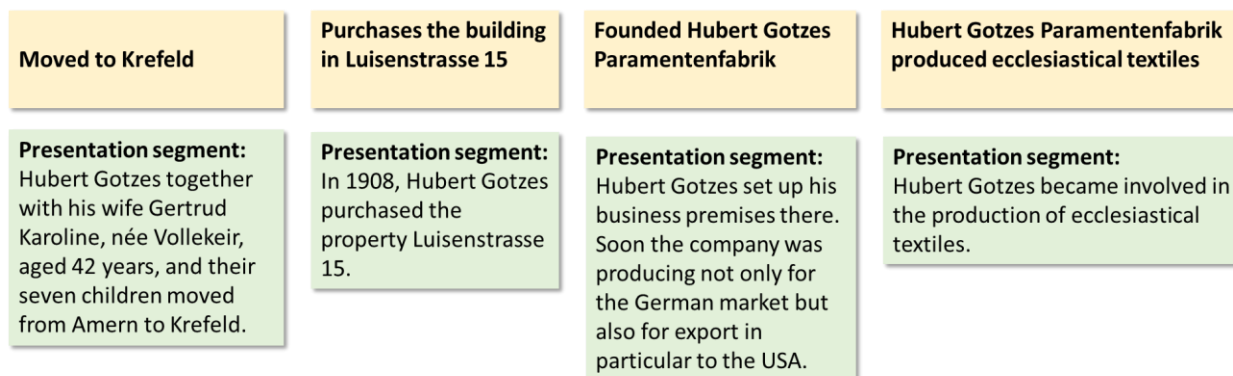 Moved to Krefeld
Purchases the building
in Luisenstrasse 15
Founded Hubert Gotzes
Paramentenfabrik
Hubert Gotzes Paramentenfabrik
produced ecclesiastical textiles
Presentation segment:
Hubert Gotzes together
with his wife Gertrud
Karoline, née Vollekeir,
aged 42 years, and their
seven children moved
from Amern to Krefeld.
Presentation segment:
In 1908, Hubert Gotzes
purchased the
property Luisenstrasse
15.
Presentation segment:
Hubert Gotzes set up his
business premises there.
Soon the company was
producing not only for
the German market but
also for export in
particular to the USA.
Presentation segment:
Hubert Gotzes became involved in
the production of ecclesiastical
textiles.